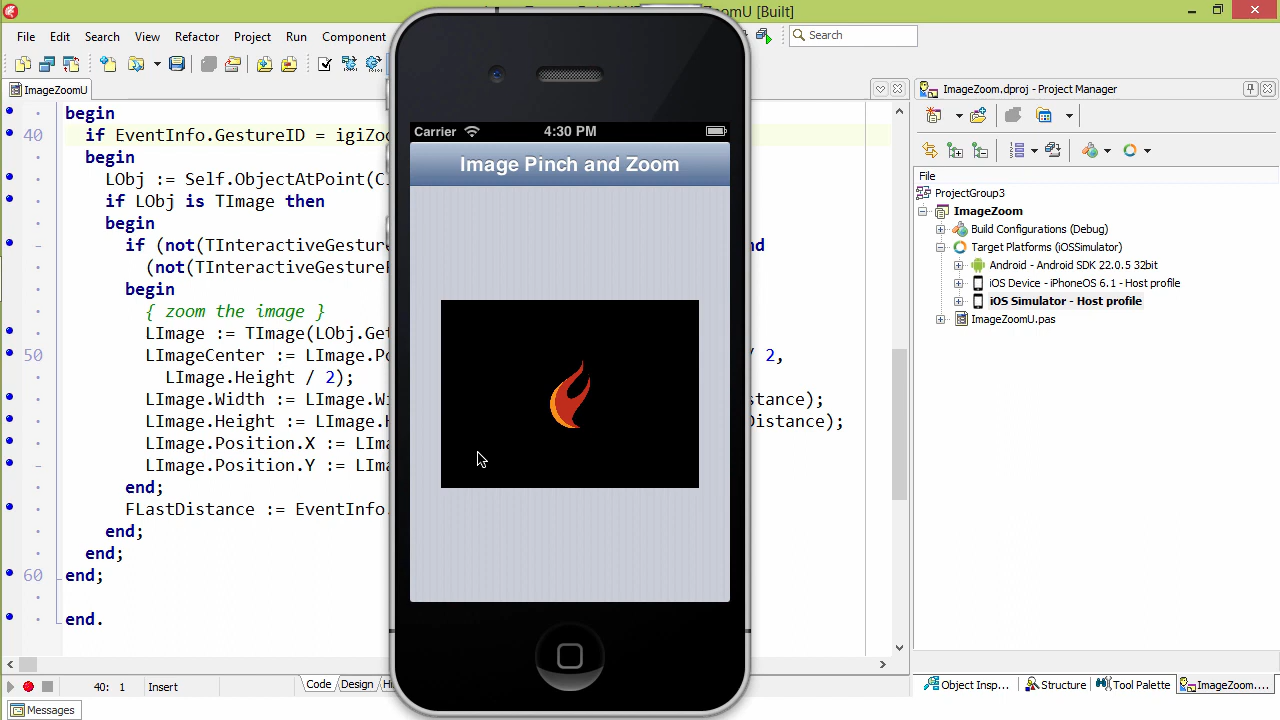 ZoomU [Built]
File Edit Search View Refactor Project Run Component
Search
ImageZoomU
begin
40 if EventInfo.GestureID = igiZo
begin
LObj := Self.ObjectAtPoint(C
if LObj is TImage then
begin
if (not(TInteractiveGesture nd
(not(TInteractiveGestureF
begin
{ zoom the image }
LImage := TImage(LObj.Get
50 LImageCenter := LImage.Po / 2,
LImage.Height / 2);
LImage.Width := LImage.Wi stance);
LImage.Height := LImage.H Distance);
LImage.Position.X := LIma
LImage.Position.Y := LIma
end;
FLastDistance := EventInfo.
end;
end;
60 end;
end.
40: 1 Insert
Code Design Hi
Messages
Carrier 4:30 PM
Image Pinch and Zoom
ImageZoom.dproj - Project Manager
File
ProjectGroup3
ImageZoom
Build Configurations (Debug)
Target Platforms (iOSSimulator)
Android - Android SDK 22.0.5 32bit
iOS Device - iPhoneOS 6.1 - Host profile
iOS Simulator - Host profile
ImageZoomU.pas
Object Insp... Structure Tool Palette ImageZoom....